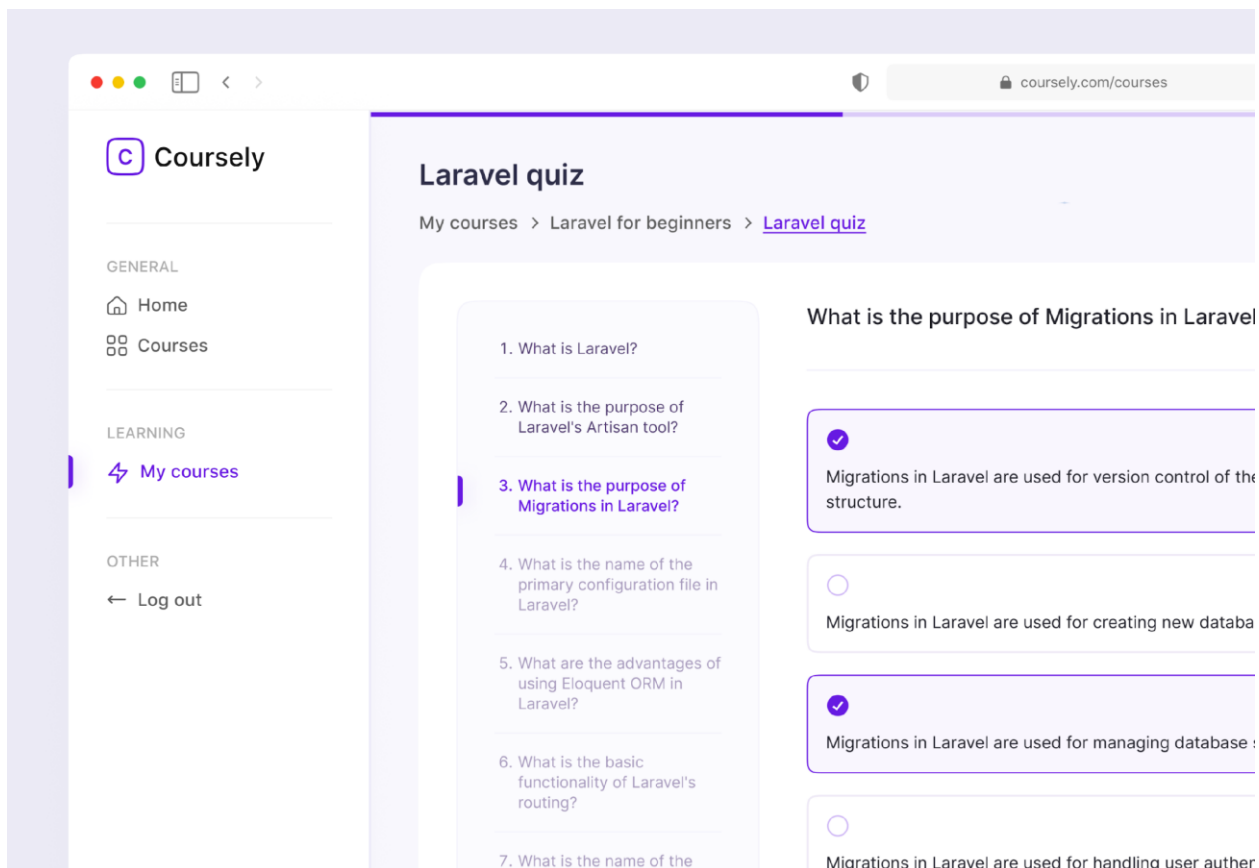 coursely.com/courses
C Coursely
GENERAL
Home
Courses
LEARNING
My courses
OTHER
Log out
Laravel quiz
My courses > Laravel for beginners > Laravel quiz
1. What is Laravel?
2. What is the purpose of
Laravel's Artisan tool?
3. What is the purpose of
Migrations in Laravel?
4. What is the name of the
primary configuration file in
Laravel?
5. What are the advantages of
using Eloquent ORM in
Laravel?
6. What is the basic
functionality of Laravel's
routing?
7. What is the name of the
What is the purpose of Migrations in Laravel
Migrations in Laravel are used for version control of the
structure.
Migrations in Laravel are used for creating new
Migrations in Laravel are used for managing database
Migrations in Laravel are used for handling user